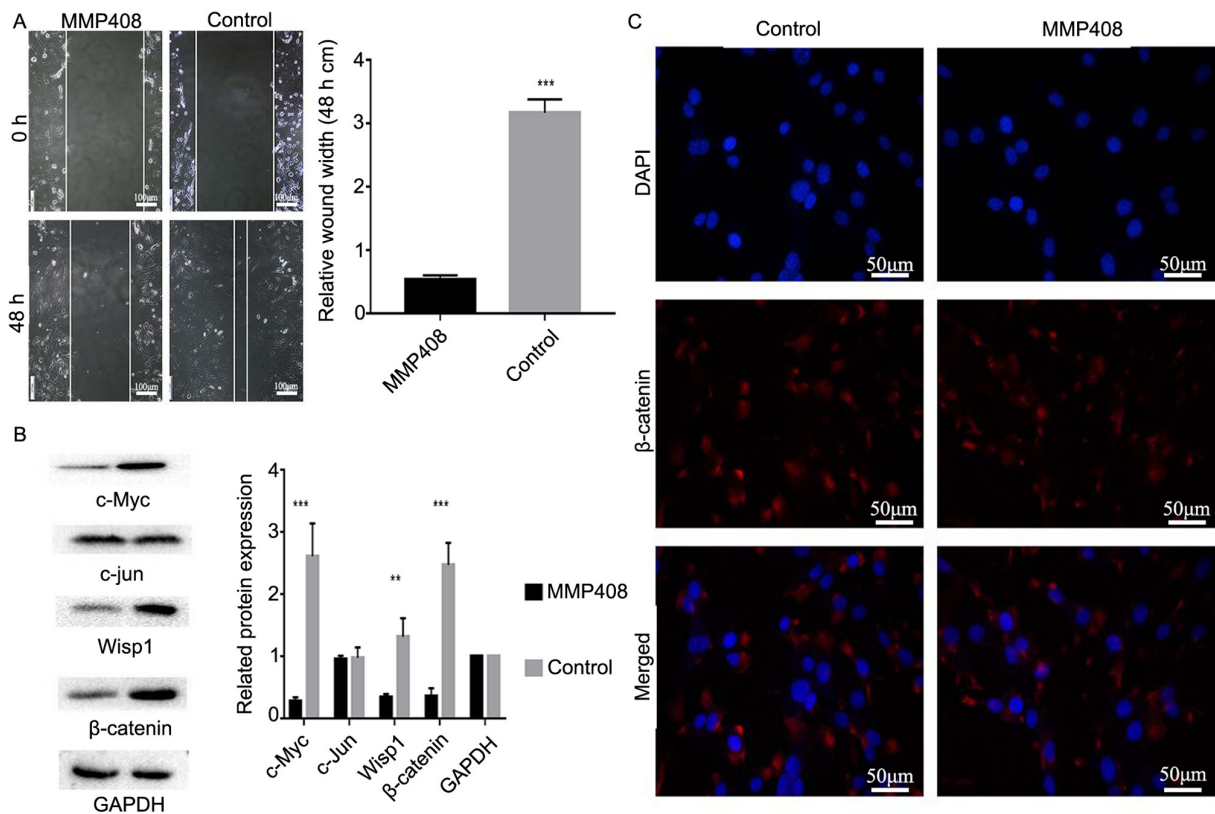 A
MMP408
Control
0 h
100μm
100μm
48 h
100μm
100μm
Relative wound width (48 h cm)
4
3
2
1
0
***
MMP408
Control
B
c-Myc
c-jun
Wisp1
β-catenin
GAPDH
Related protein expression
4
3
2
1
0
***
**
***
c-Myc
c-Jun
Wisp1
β-catenin
GAPDH
MMP408
Control
C
Control
MMP408
DAPI
50μm
50μm
β-catenin
50μm
50μm
Merged
50μm
50μm